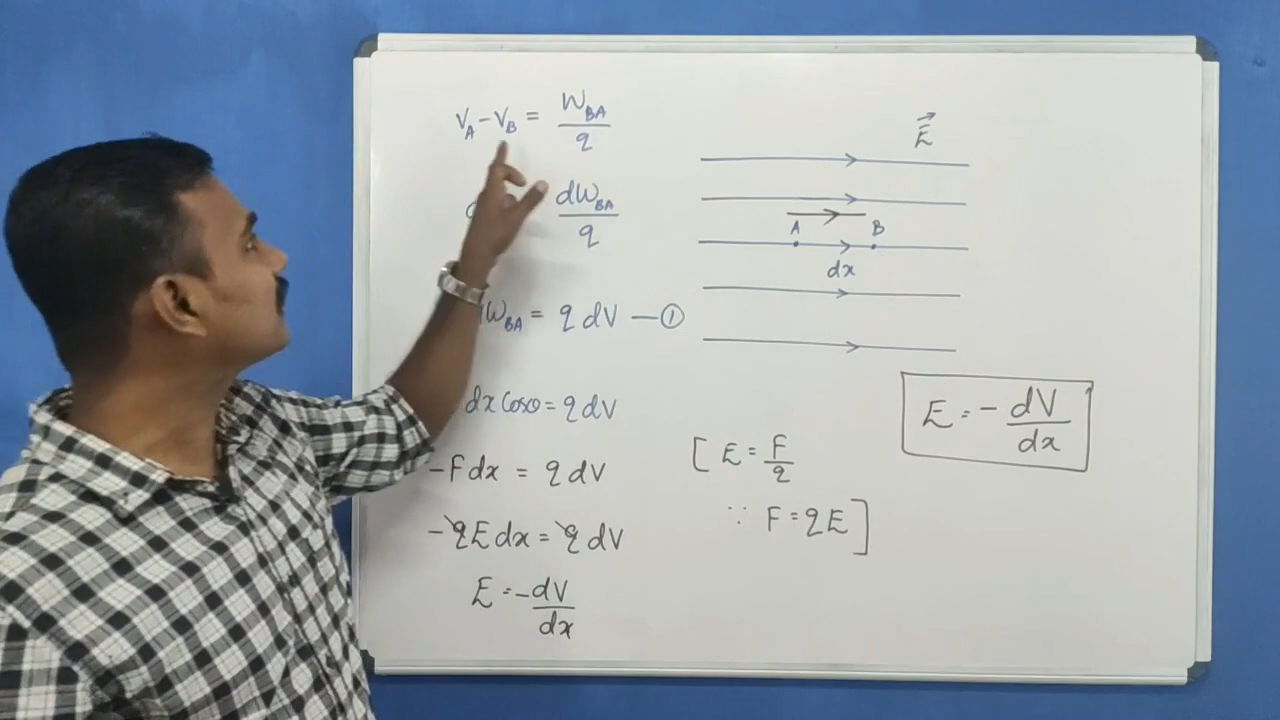 V_A - V_B = W_BA / q
dW_BA / q
W_BA = q dV — ①
dx cosθ = q dV
-F dx = q dV
-qE dx = q dV
E = -dV/dx
E⃗
A B
dx
E = - dV/dx
[ E = F/q
∵ F = qE ]